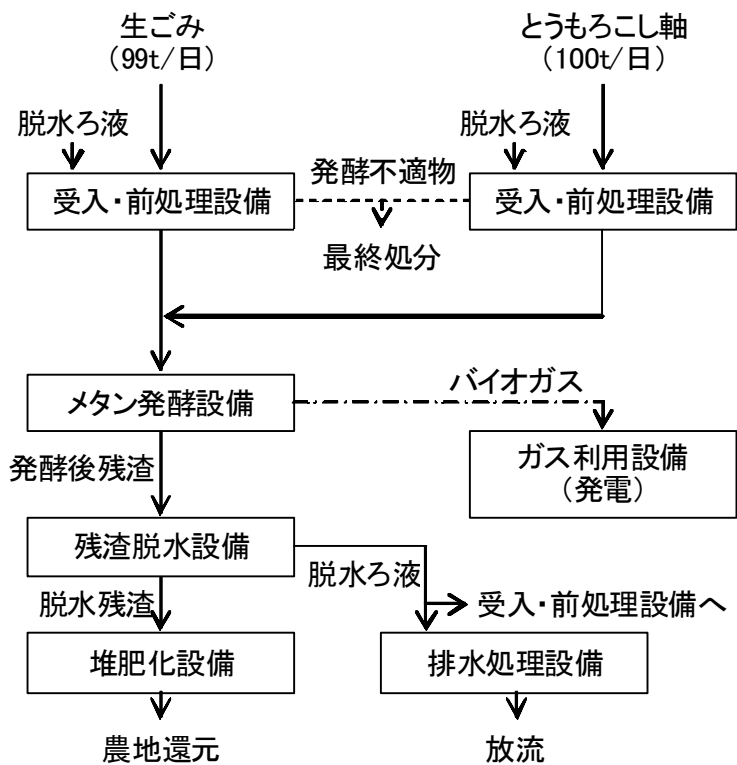 生ごみ
(99t/日)
とうもろこし軸
(100t/日)
脱水ろ液
脱水ろ液
発酵不適物
受入・前処理設備
受入・前処理設備
最終処分
バイオガス
メタン発酵設備
発酵後残渣
ガス利用設備
(発電)
残渣脱水設備
脱水ろ液
脱水残渣
受入・前処理設備へ
堆肥化設備
排水処理設備
農地還元
放流